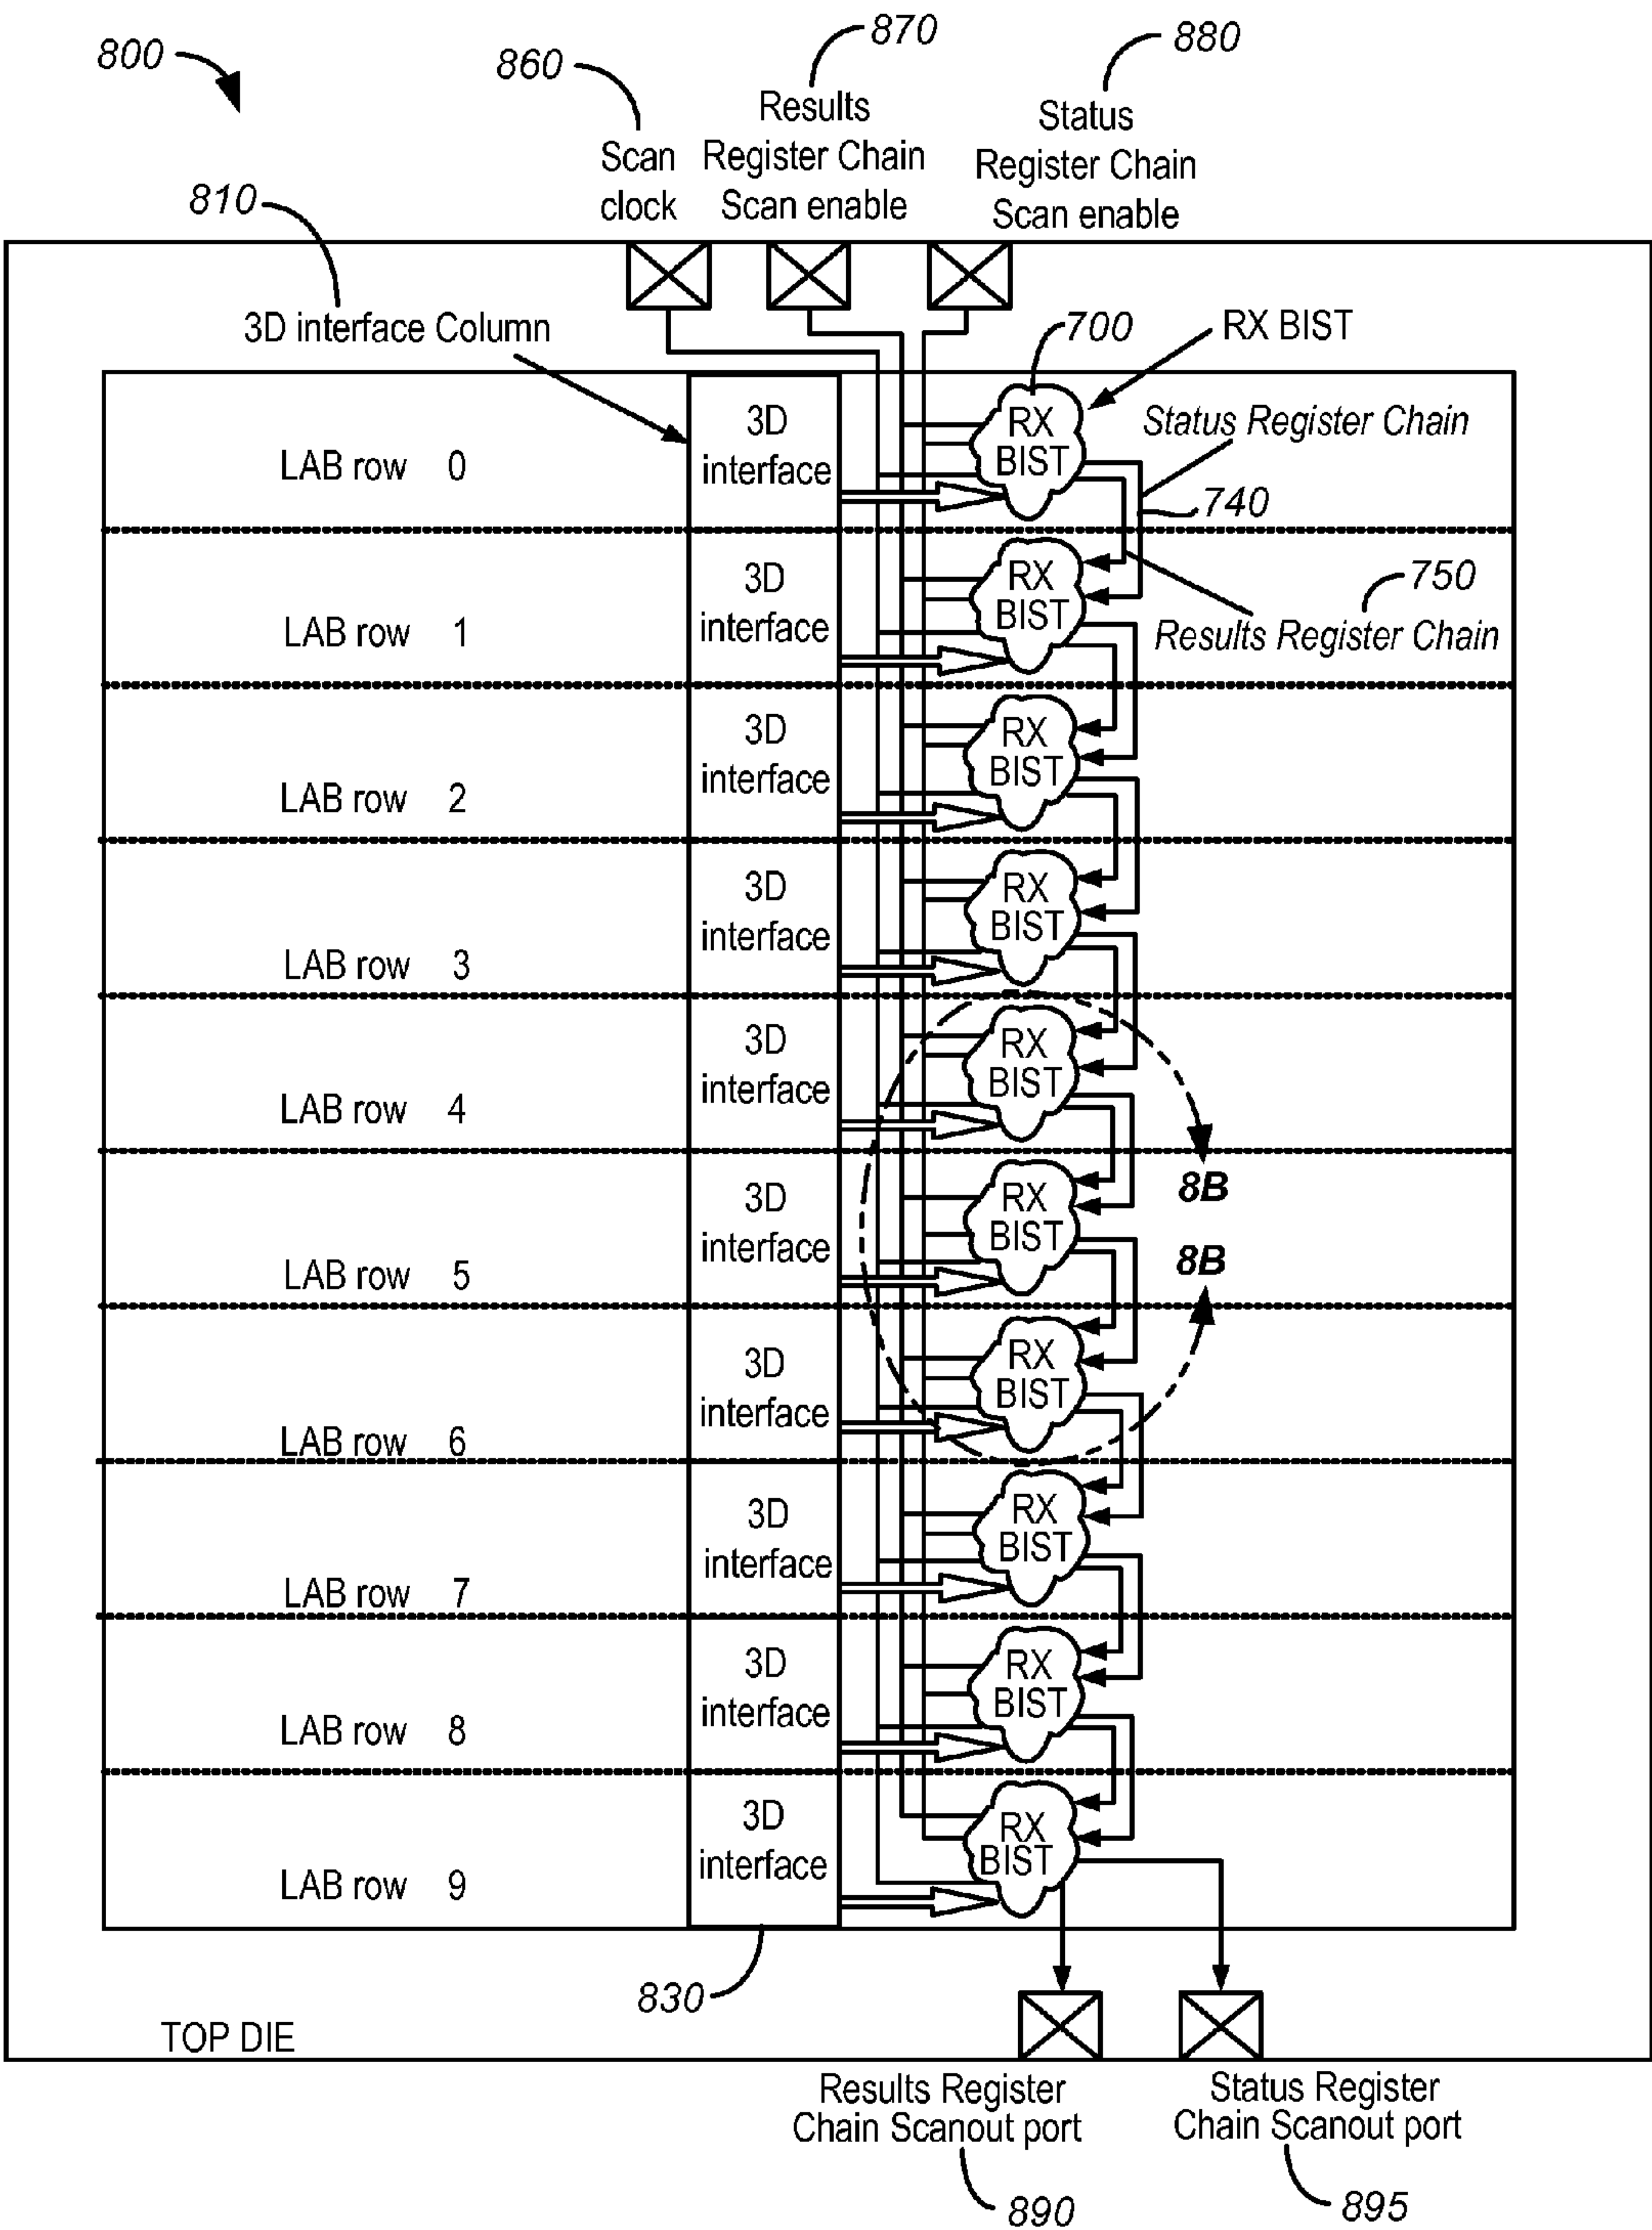 800
860
870
880
Scan
clock
Results
Register Chain
Scan enable
Status
Register Chain
Scan enable
810
3D interface Column
700
RX BIST
LAB row 0
3D
interface
RX
BIST
Status Register Chain
740
LAB row 1
3D
interface
RX
BIST
750
Results Register Chain
LAB row 2
3D
interface
RX
BIST
LAB row 3
3D
interface
RX
BIST
LAB row 4
3D
interface
RX
BIST
8B
LAB row 5
3D
interface
RX
BIST
8B
LAB row 6
3D
interface
RX
BIST
LAB row 7
3D
interface
RX
BIST
LAB row 8
3D
interface
RX
BIST
LAB row 9
3D
interface
RX
BIST
830
TOP DIE
Results Register
Chain Scanout port
Status Register
Chain Scanout port
890
895